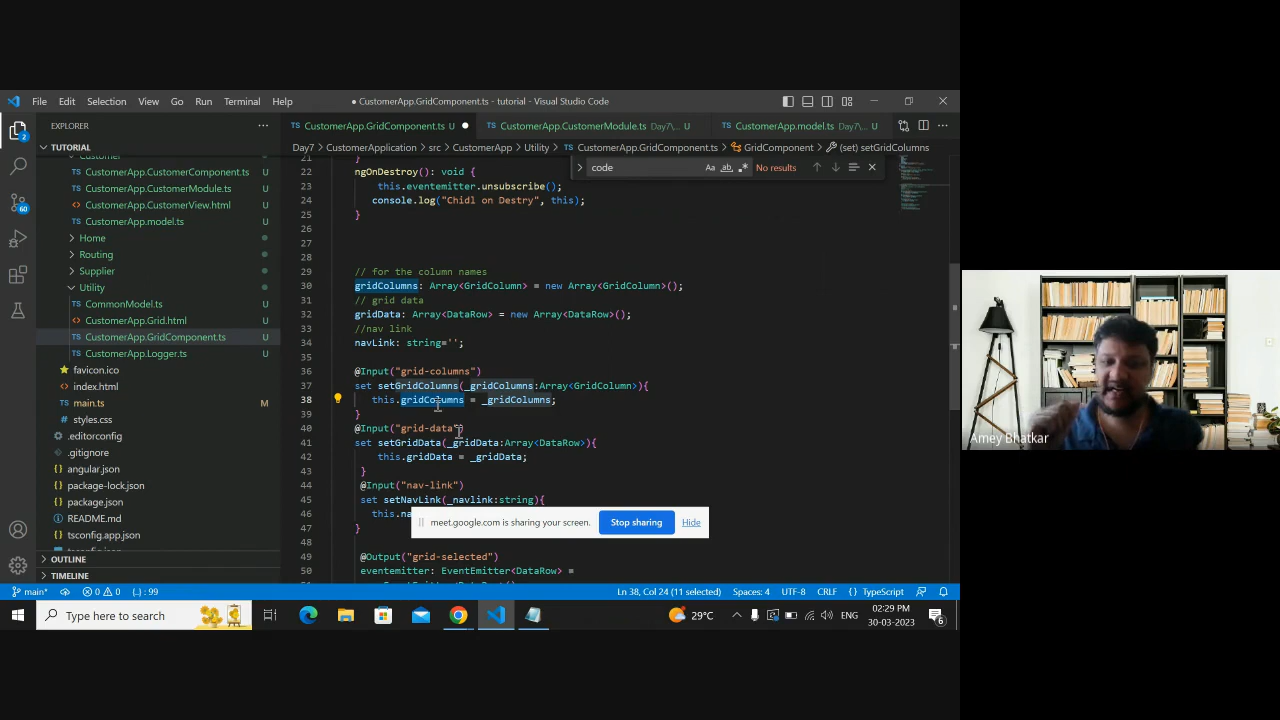 File Edit Selection View Go Run Terminal Help
● CustomerApp.GridComponent.ts - tutorial - Visual Studio Code
EXPLORER ...
TUTORIAL
Customer
CustomerApp.CustomerComponent.ts U
CustomerApp.CustomerModule.ts U
CustomerApp.CustomerView.html U
CustomerApp.model.ts U
Home
Routing
Supplier
Utility
CommonModel.ts U
CustomerApp.Grid.html U
CustomerApp.GridComponent.ts U
CustomerApp.Logger.ts U
favicon.ico
index.html
main.ts M
styles.css
.editorconfig
.gitignore
angular.json
package-lock.json
package.json
README.md
tsconfig.app.json
OUTLINE
TIMELINE
2
60
TS CustomerApp.GridComponent.ts U ●
TS CustomerApp.CustomerModule.ts Day7\... U
TS CustomerApp.model.ts Day7\... U
Day7 > CustomerApplication > src > CustomerApp > Utility > TS CustomerApp.GridComponent.ts > GridComponent > (set) setGridColumns
code Aa ab .* No results
21 }
22 ngOnDestroy(): void {
23 this.eventemitter.unsubscribe();
24 console.log("Chidl on Destry", this);
25 }
26
27
28
29 // for the column names
30 gridColumns: Array<GridColumn> = new Array<GridColumn>();
31 // grid data
32 gridData: Array<DataRow> = new Array<DataRow>();
33 //nav link
34 navLink: string='';
35
36 @Input("grid-columns")
37 set setGridColumns(_gridColumns:Array<GridColumn>){
38 this.gridColumns = _gridColumns;
39 }
40 @Input("grid-data")
41 set setGridData(_gridData:Array<DataRow>){
42 this.gridData = _gridData;
43 }
44 @Input("nav-link")
45 set setNavLink(_navlink:string){
46 this.na
47 }
48
49 @Output("grid-selected")
50 eventemitter: EventEmitter<DataRow> =
meet.google.com is sharing your screen. Stop sharing Hide
Amey Bhatkar
main* 0 0 {..} : 99 Ln 38, Col 24 (11 selected) Spaces: 4 UTF-8 CRLF {} TypeScript
Type here to search
29°C ENG
02:29 PM
30-03-2023
6